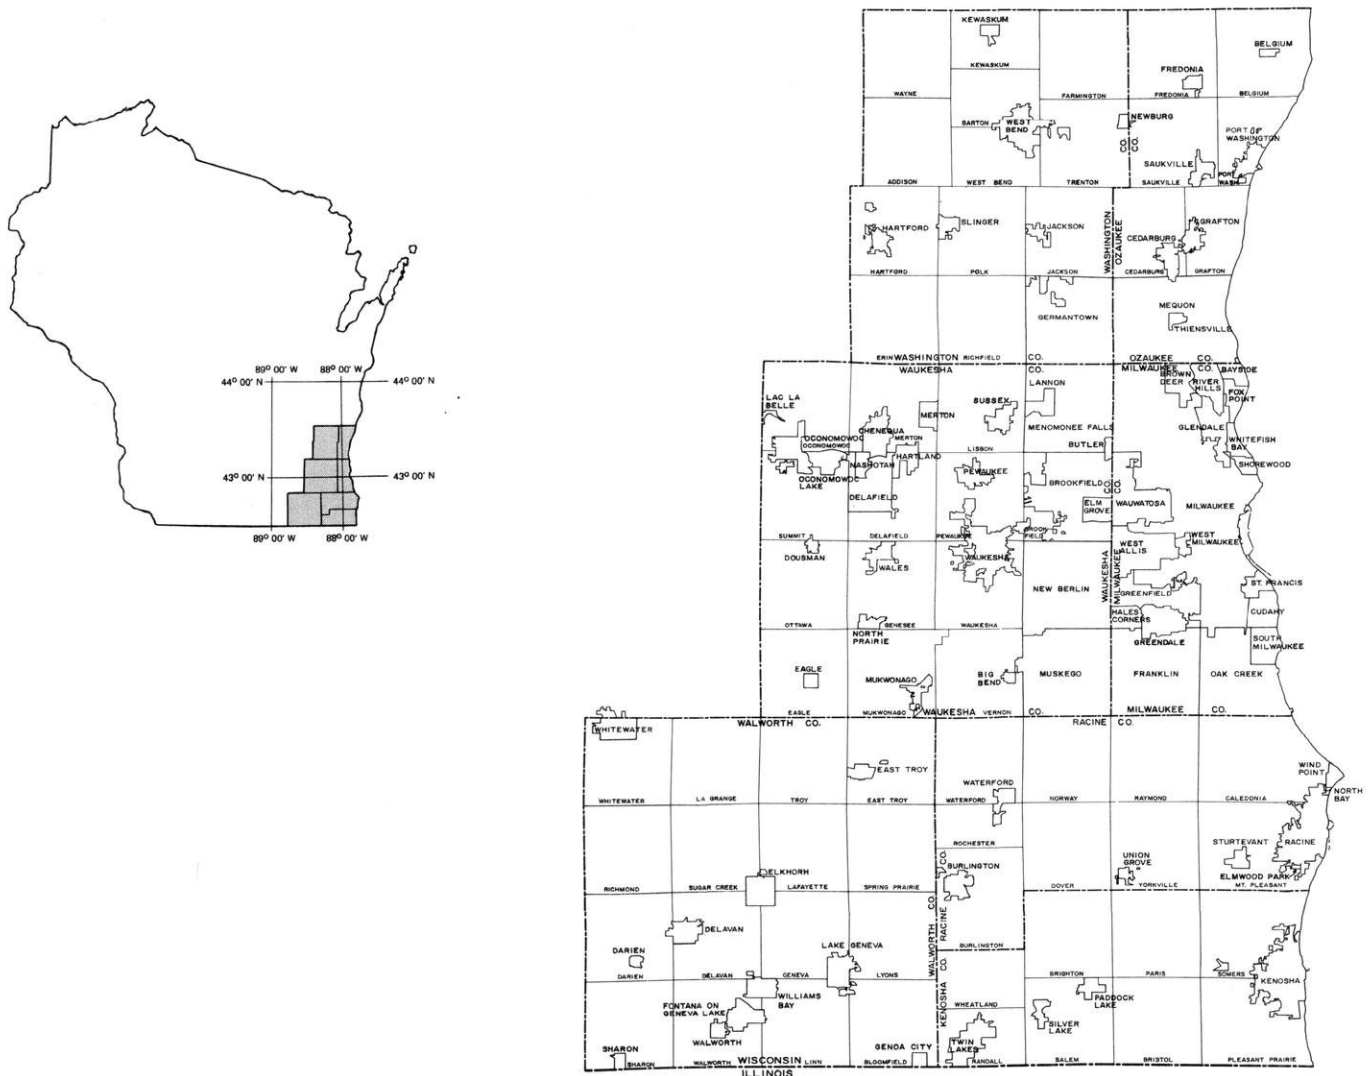 KEWASKUM
BELGIUM
KEWASKUM
FREDONIA
WAYNE
FARMINGTON
FREDONIA
BELGIUM
BARTON
WEST
BEND
NEWBURG
CO.
CO.
PORT
WASHINGTON
SAUKVILLE
PORT
WASH.
ADDISON
WEST BEND
TRENTON
SAUKVILLE
HARTFORD
SLINGER
JACKSON
WASHINGTON
OZAUKEE
CEDARBURG
GRAFTON
HARTFORD
POLK
JACKSON
CEDARBURG
GRAFTON
GERMANTOWN
MEQUON
THIENSVILLE
ERIN
WASHINGTON
RICHFIELD
CO.
OZAUKEE
CO.
WAUKESHA
CO.
MILWAUKEE
CO.
89° 00' W
88° 00' W
44° 00' N
44° 00' N
43° 00' N
43° 00' N
89° 00' W
88° 00' W
LAC LA
BELLE
MERTON
SUSSEX
LANNON
BROWN
DEER
RIVER
HILLS
BAYSIDE
FOX
POINT
OCONOMOWOC
OCONOMOWOC
CHENEQUA
MERTON
LISBON
MENOMONEE FALLS
BUTLER
GLENDALE
WHITEFISH
BAY
SHOREWOOD
NASHOTAH
HARTLAND
OCONOMOWOC
LAKE
DELAFIELD
PEWAUKEE
BROOKFIELD
ELM
GROVE
CO.
CO.
WAUWATOSA
MILWAUKEE
SUMMIT
DOUSMAN
DELAFIELD
WALES
PEWAUKEE
WAUKESHA
BROOK
FIELD
WEST
ALLIS
WEST
MILWAUKEE
NEW BERLIN
WAUKESHA
MILWAUKEE
GREENFIELD
ST. FRANCIS
HALES
CORNERS
CUDAHY
OTTAWA
GENESEE
NORTH
PRAIRIE
WAUKESHA
GREENDALE
SOUTH
MILWAUKEE
EAGLE
MUKWONAGO
BIG
BEND
MUSKEGO
FRANKLIN
OAK CREEK
EAGLE
MUKWONAGO
WAUKESHA
VERNON
CO.
MILWAUKEE
CO.
WALWORTH CO.
RACINE CO.
WHITEWATER
EAST TROY
WATERFORD
WIND
POINT
NORTH
BAY
WHITEWATER
LA GRANGE
TROY
EAST TROY
WATERFORD
NORWAY
RAYMOND
CALEDONIA
ROCHESTER
STURTEVANT
RACINE
ELKHORH
BURLINGTON
CO.
UNION
GROVE
ELMWOOD PARK
MT. PLEASANT
RICHMOND
SUGAR CREEK
LAFAYETTE
SPRING PRAIRIE
DOVER
YORKVILLE
DELAVAN
WALWORTH CO.
RACINE
BURLINGTON
DARIEN
LAKE GENEVA
DARIEN
DELAVAN
GENEVA
LYONS
KENOSHA CO.
BRIGHTON
PARIS
SOMERS
KENOSHA
FONTANA ON
GENEVA LAKE
WILLIAMS
BAY
WHEATLAND
PADDOCK
LAKE
SILVER
LAKE
WALWORTH
SHARON
GENOA CITY
TWIN
LAKES
SHARON
WALWORTH
WISCONSIN
LINN
BLOOMFIELD
RANDALL
SALEM
BRISTOL
PLEASANT PRAIRIE
ILLINOIS